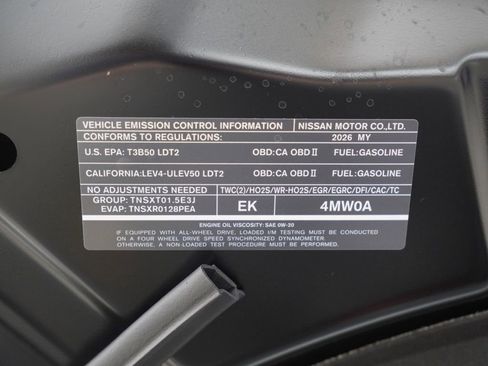 VEHICLE EMISSION CONTROL INFORMATION NISSAN MOTOR CO.,LTD.
CONFORMS TO REGULATIONS: 2026 MY
U.S. EPA: T3B50 LDT2 OBD:CA OBD II FUEL:GASOLINE
CALIFORNIA:LEV4-ULEV50 LDT2 OBD:CA OBD II FUEL:GASOLINE
NO ADJUSTMENTS NEEDED TWC(2)/HO2S/WR-HO2S/EGR/EGRC/DFI/CAC/TC
GROUP: TNSXT01.5E3J
EVAP: TNSXR0128PEA
EK 4MW0A
ENGINE OIL VISCOSITY: SAE 0W-20
IF EQUIPPED WITH ALL-WHEEL DRIVE, LOADED I/M TESTING MUST BE CONDUCTED
ON A FOUR WHEEL DRIVE SPEED SYNCHRONIZED DYNAMOMETER.
OTHERWISE, A NON-LOADED TEST PROCEDURE MUST BE PERFORMED.